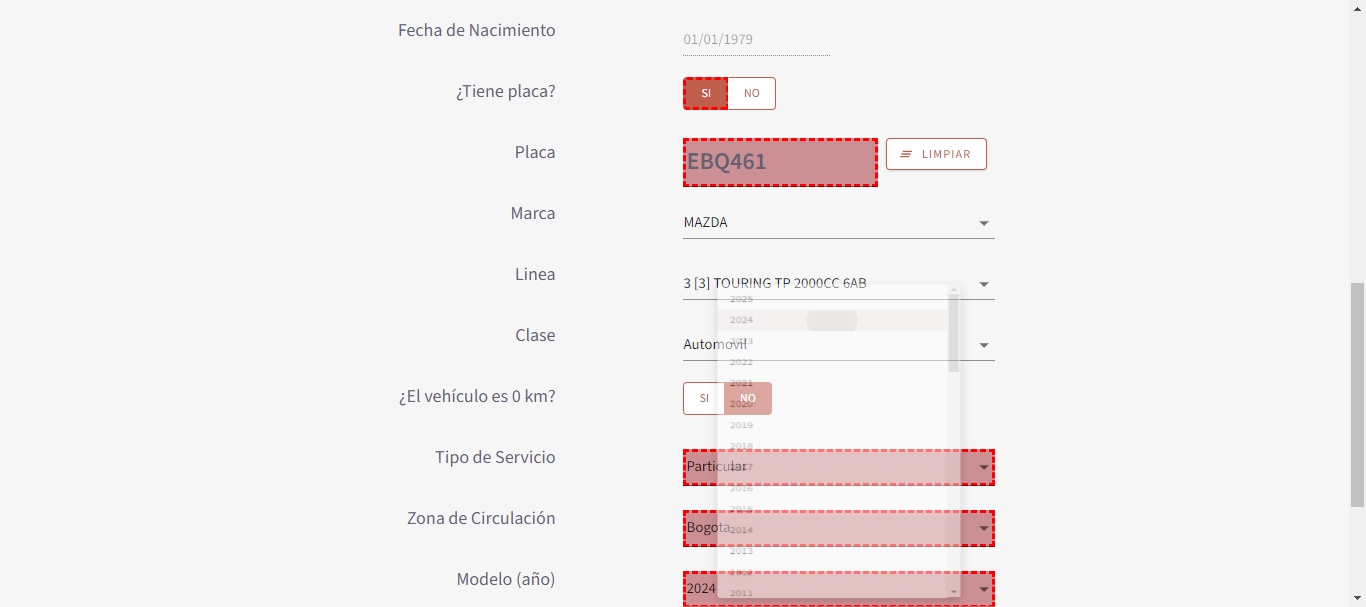 Fecha de Nacimiento 01/01/1979
¿Tiene placa? SI NO
Placa EBQ461 LIMPIAR
Marca MAZDA
Linea 3 [3] TOURING TP 2000CC 6AB
2025
2024
2023
Clase Automovil
2022
2021
¿El vehículo es 0 km? SI NO
2020
2019
2018
Tipo de Servicio Particular
2017
2016
2015
Zona de Circulación Bogota
2014
2013
2012
Modelo (año) 2024
2011